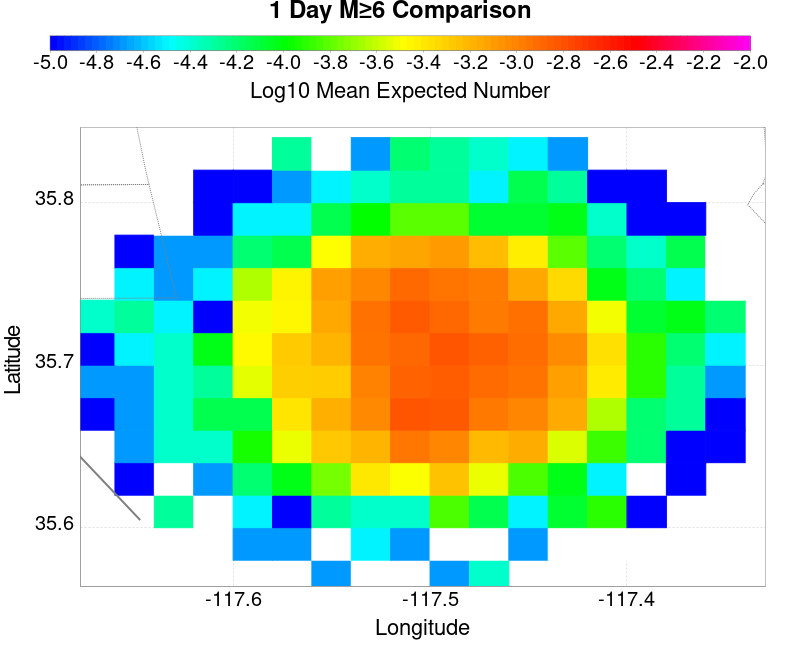 1 Day M≥6 Comparison
-5.0 -4.8 -4.6 -4.4 -4.2 -4.0 -3.8 -3.6 -3.4 -3.2 -3.0 -2.8 -2.6 -2.4 -2.2 -2.0
Log10 Mean Expected Number
35.8
35.7
35.6
Latitude
-117.6 -117.5 -117.4
Longitude